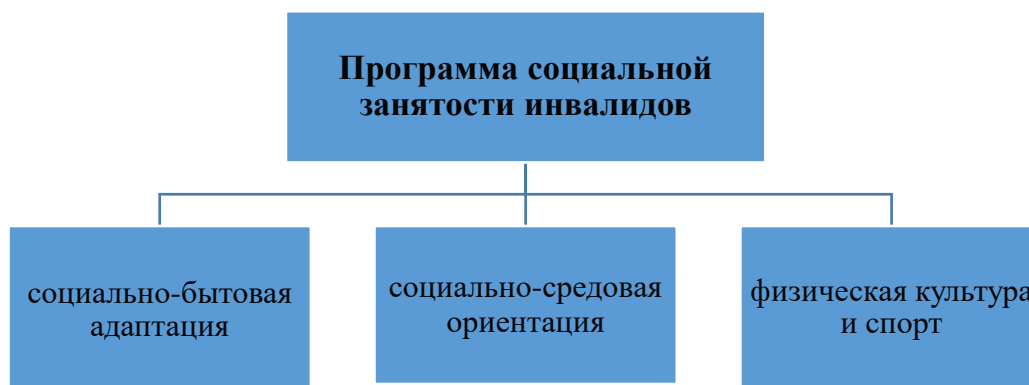 Программа социальной
занятости инвалидов
социально-бытовая
адаптация
социально-средовая
ориентация
физическая культура
и спорт